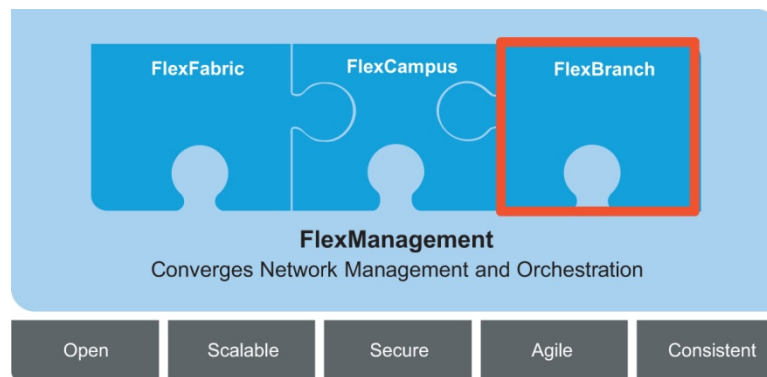 FlexFabric
FlexCampus
FlexBranch
FlexManagement
Converges Network Management and Orchestration
Open
Scalable
Secure
Agile
Consistent